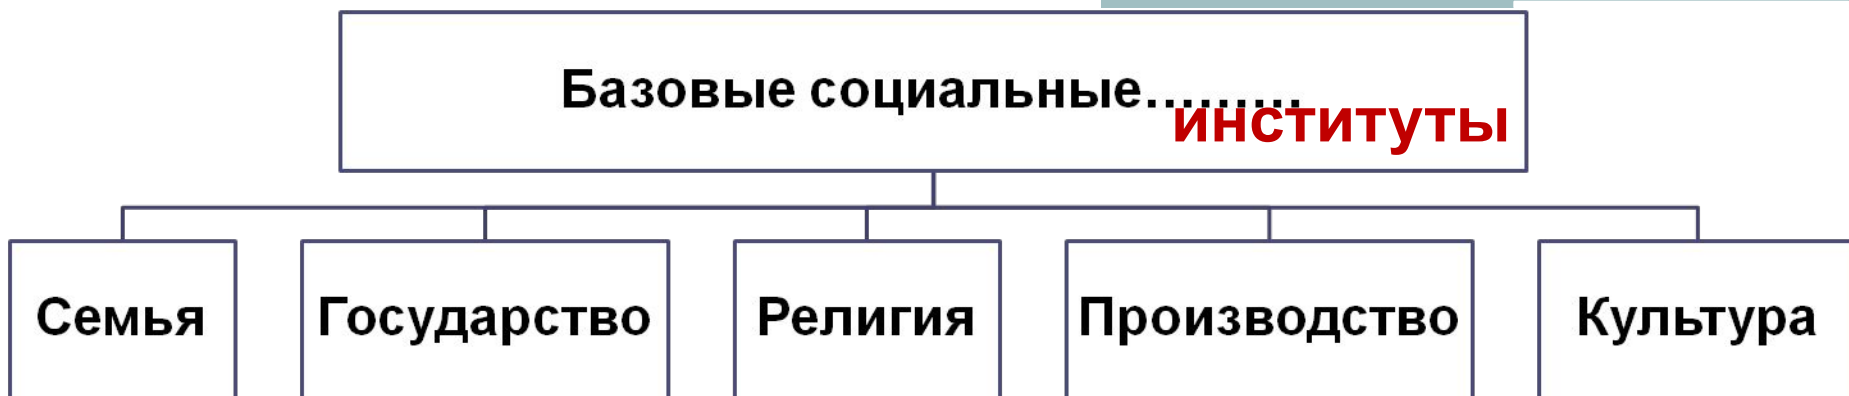 Базовые социальные.........
институты
Семья
Государство
Религия
Производство
Культура